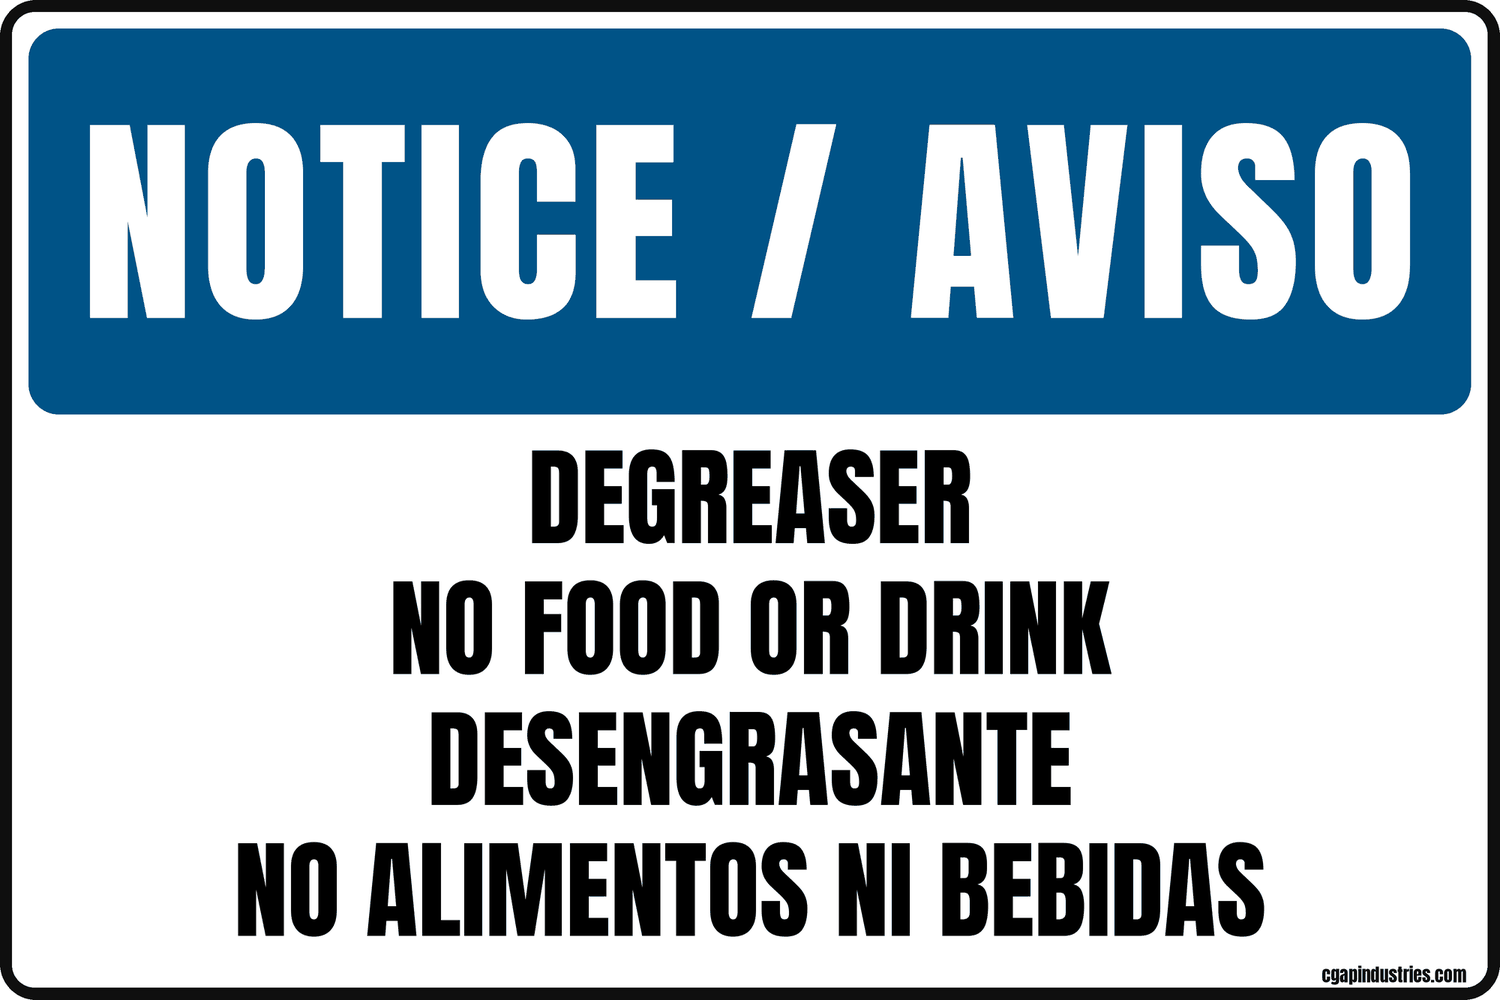 NOTICE / AVISO
DEGREASER
NO FOOD OR DRINK
DESENGRASANTE
NO ALIMENTOS NI BEBIDAS
cgapindustries.com